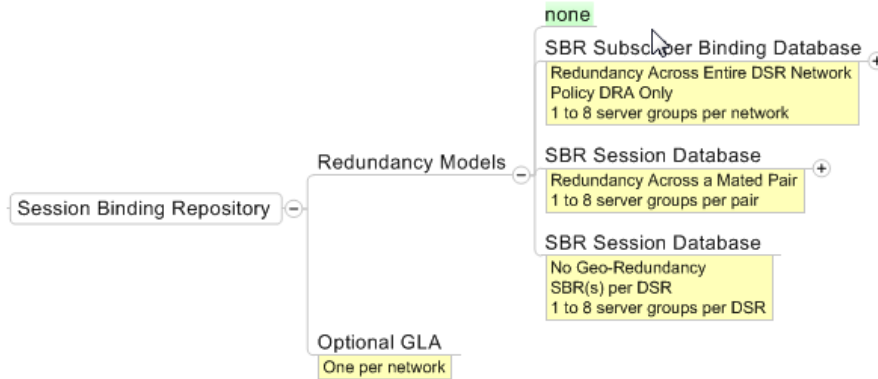 none
SBR Subscriber Binding Database
Redundancy Across Entire DSR Network
Policy DRA Only
1 to 8 server groups per network
Redundancy Models
SBR Session Database
Redundancy Across a Mated Pair
1 to 8 server groups per pair
Session Binding Repository
SBR Session Database
No Geo-Redundancy
SBR(s) per DSR
1 to 8 server groups per DSR
Optional GLA
One per network